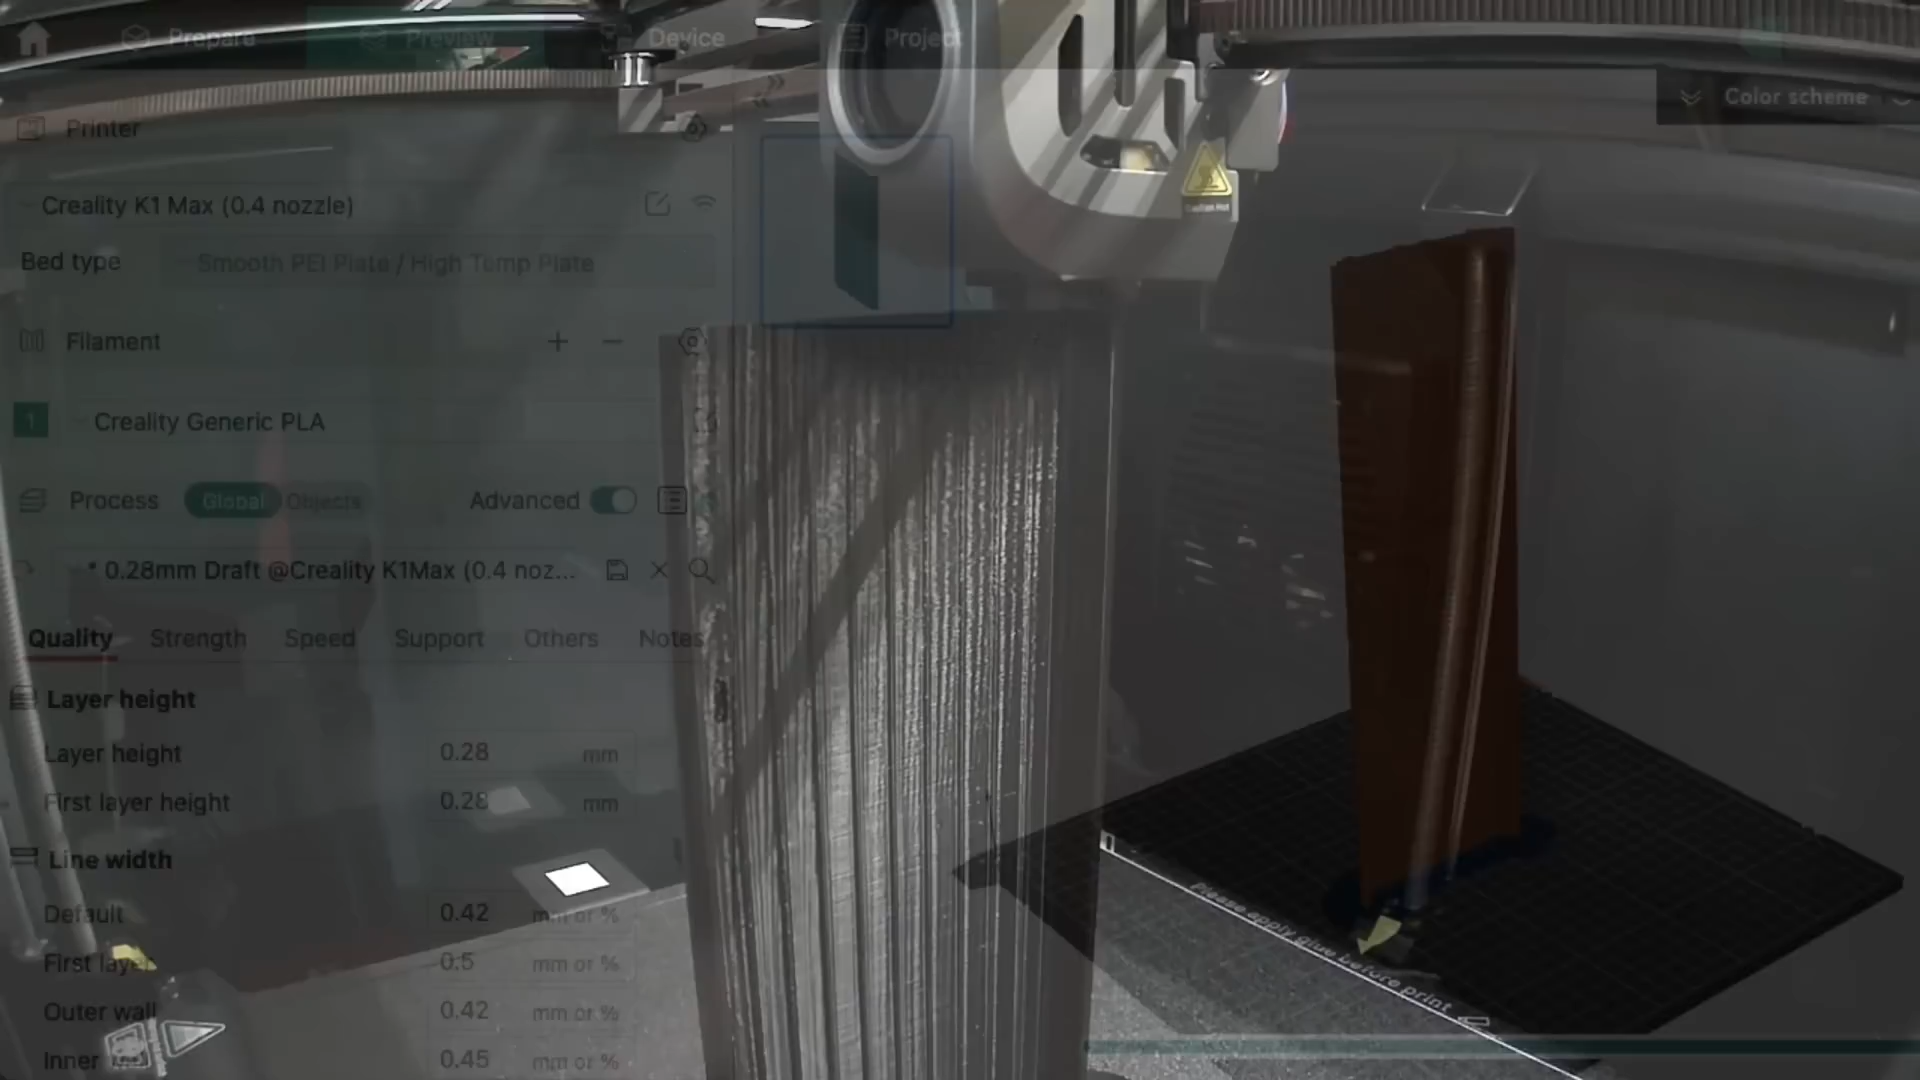 Prepare
Preview
Device
Project
Color scheme
Printer
Creality K1 Max (0.4 nozzle)
Bed type
Smooth PEI Plate / High Temp Plate
Filament
1
Creality Generic PLA
Process
Global
Objects
Advanced
* 0.28mm Draft @Creality K1Max (0.4 noz...
Quality
Strength
Speed
Support
Others
Notes
Layer height
Layer height 0.28 mm
First layer height 0.28 mm
Line width
Default 0.42 mm or %
First layer 0.5 mm or %
Outer wall 0.42 mm or %
Inner wall 0.45 mm or %
Please apply glue before print